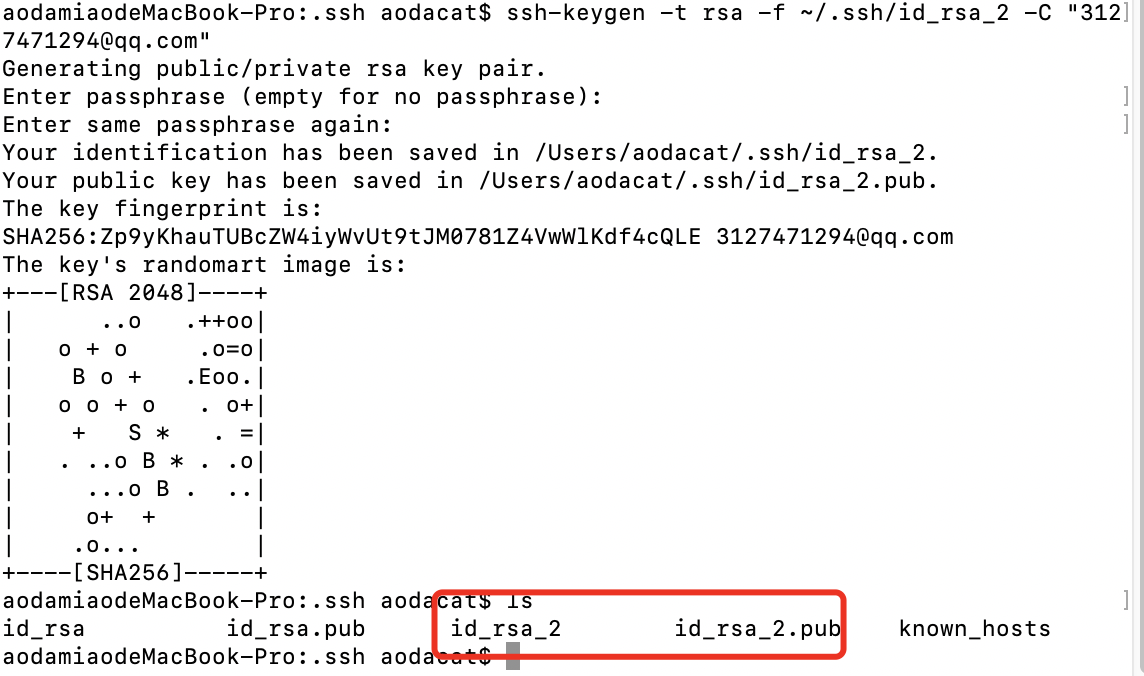 aodamiaodeMacBook-Pro:.ssh aodacat$ ssh-keygen -t rsa -f ~/.ssh/id_rsa_2 -C "312]
7471294@qq.com"
Generating public/private rsa key pair.
Enter passphrase (empty for no passphrase): ]
Enter same passphrase again: ]
Your identification has been saved in /Users/aodacat/.ssh/id_rsa_2.
Your public key has been saved in /Users/aodacat/.ssh/id_rsa_2.pub.
The key fingerprint is:
SHA256:Zp9yKhauTUBcZW4iyWvUt9tJM0781Z4VwWlKdf4cQLE 3127471294@qq.com
The key's randomart image is:
+---[RSA 2048]----+
|       ..o   .++oo|
|    o + o     .o=o|
|     B o +   .Eoo.|
|    o o + o   . o+|
|     +   S *   . =|
|    . ..o B * . .o|
|      ...o B .  ..|
|      o+  +       |
|     .o...        |
+----[SHA256]-----+
aodamiaodeMacBook-Pro:.ssh aodacat$ ls ]
id_rsa          id_rsa.pub      id_rsa_2        id_rsa_2.pub    known_hosts
aodamiaodeMacBook-Pro:.ssh aodacat$